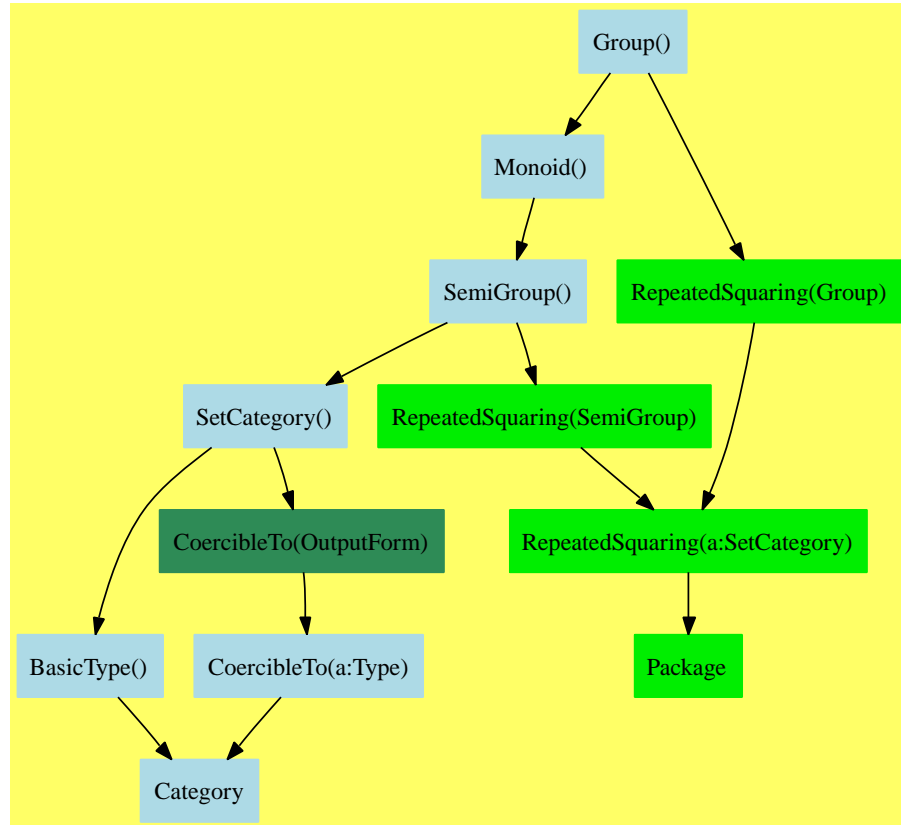 Group()
Monoid()
SemiGroup()
RepeatedSquaring(Group)
SetCategory()
RepeatedSquaring(SemiGroup)
CoercibleTo(OutputForm)
RepeatedSquaring(a:SetCategory)
BasicType()
CoercibleTo(a:Type)
Package
Category